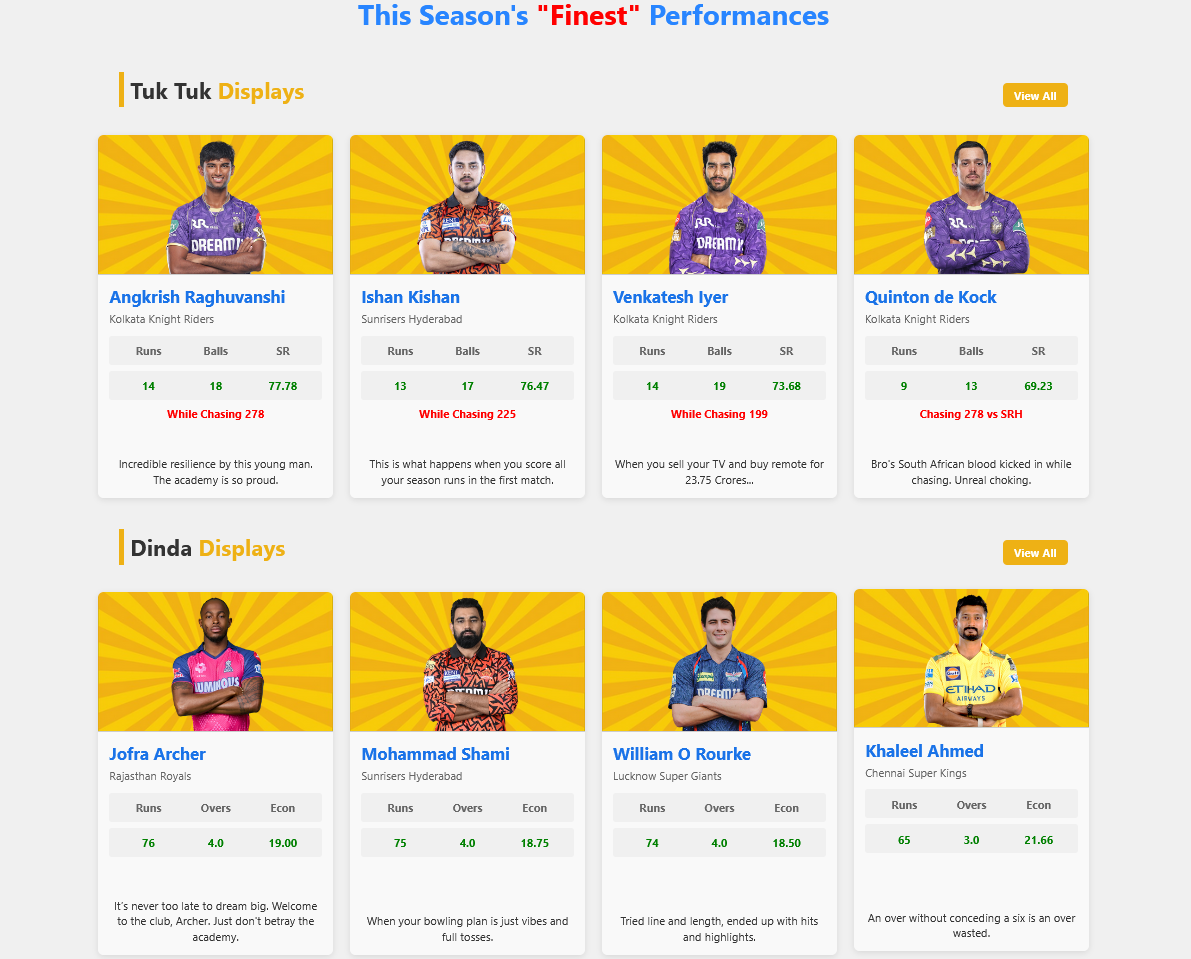 This Season's "Finest" Performances
Tuk Tuk Displays
View All
Angkrish Raghuvanshi
Kolkata Knight Riders
Runs Balls SR
14 18 77.78
While Chasing 278
Incredible resilience by this young man.
The academy is so proud.
Ishan Kishan
Sunrisers Hyderabad
Runs Balls SR
13 17 76.47
While Chasing 225
This is what happens when you score all
your season runs in the first match.
Venkatesh Iyer
Kolkata Knight Riders
Runs Balls SR
14 19 73.68
While Chasing 199
When you sell your TV and buy remote for
23.75 Crores...
Quinton de Kock
Kolkata Knight Riders
Runs Balls SR
9 13 69.23
Chasing 278 vs SRH
Bro's South African blood kicked in while
chasing. Unreal choking.
Dinda Displays
View All
LUMINOUS
Jofra Archer
Rajasthan Royals
Runs Overs Econ
76 4.0 19.00
It's never too late to dream big. Welcome
to the club, Archer. Just don't betray the
academy.
Mohammad Shami
Sunrisers Hyderabad
Runs Overs Econ
75 4.0 18.75
When your bowling plan is just vibes and
full tosses.
William O Rourke
Lucknow Super Giants
Runs Overs Econ
74 4.0 18.50
Tried line and length, ended up with hits
and highlights.
ETIHAD
AIRWAYS
Khaleel Ahmed
Chennai Super Kings
Runs Overs Econ
65 3.0 21.66
An over without conceding a six is an over
wasted.